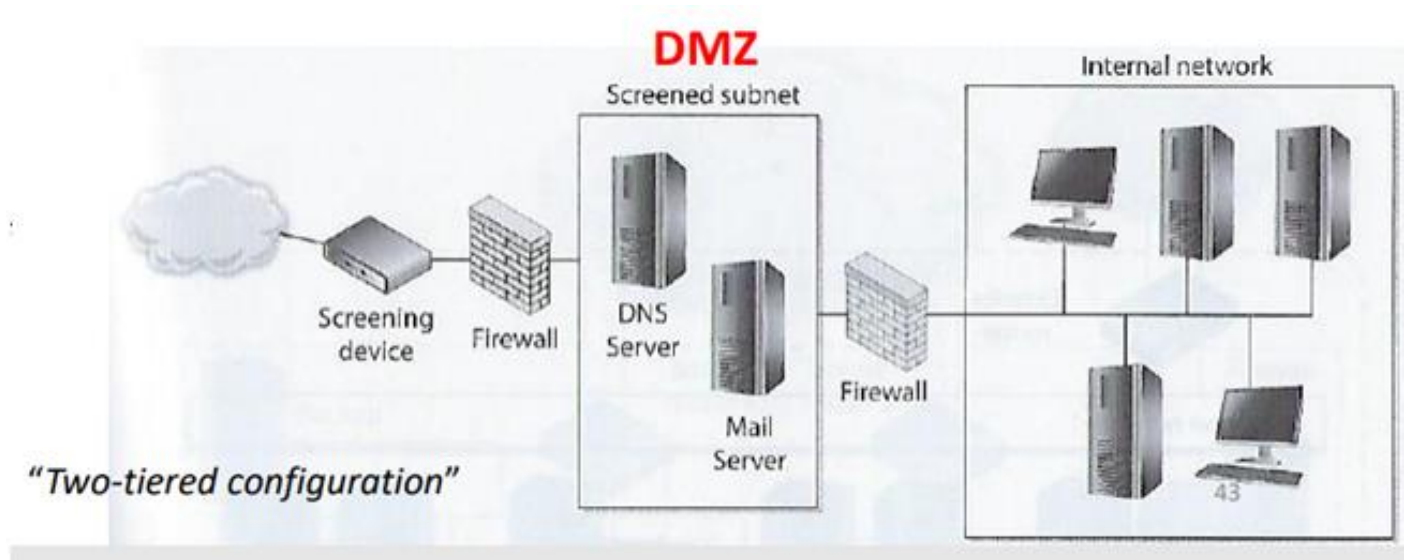 DMZ
Screened subnet
Internal network
Screening
device
Firewall
DNS
Server
Mail
Server
Firewall
"Two-tiered configuration"
43